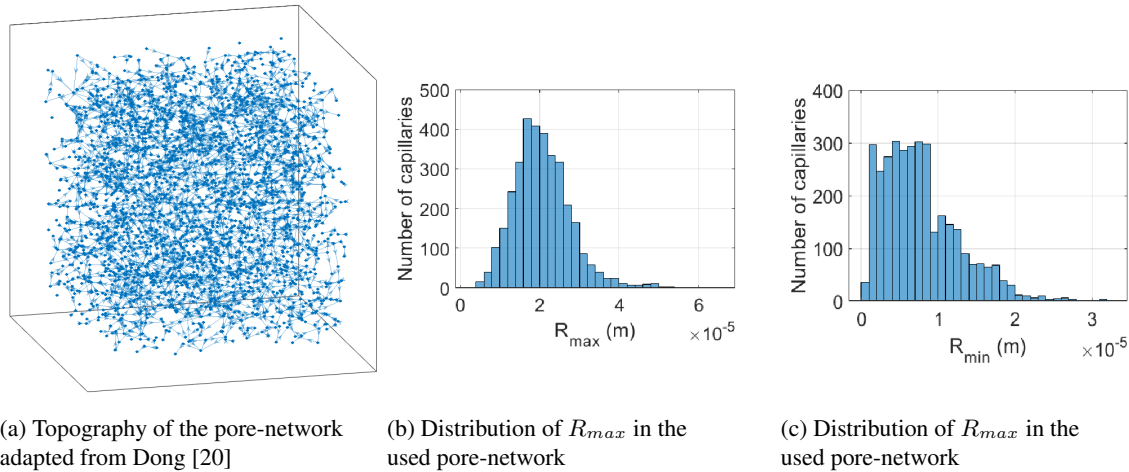 500
400
300
200
100
0
Number of capillaries
0 2 4 6
R_max (m)
×10^-5
400
300
200
100
0
Number of capillaries
0 1 2 3
R_min (m)
×10^-5
(a) Topography of the pore-network
adapted from Dong [20]
(b) Distribution of R_max in the
used pore-network
(c) Distribution of R_max in the
used pore-network